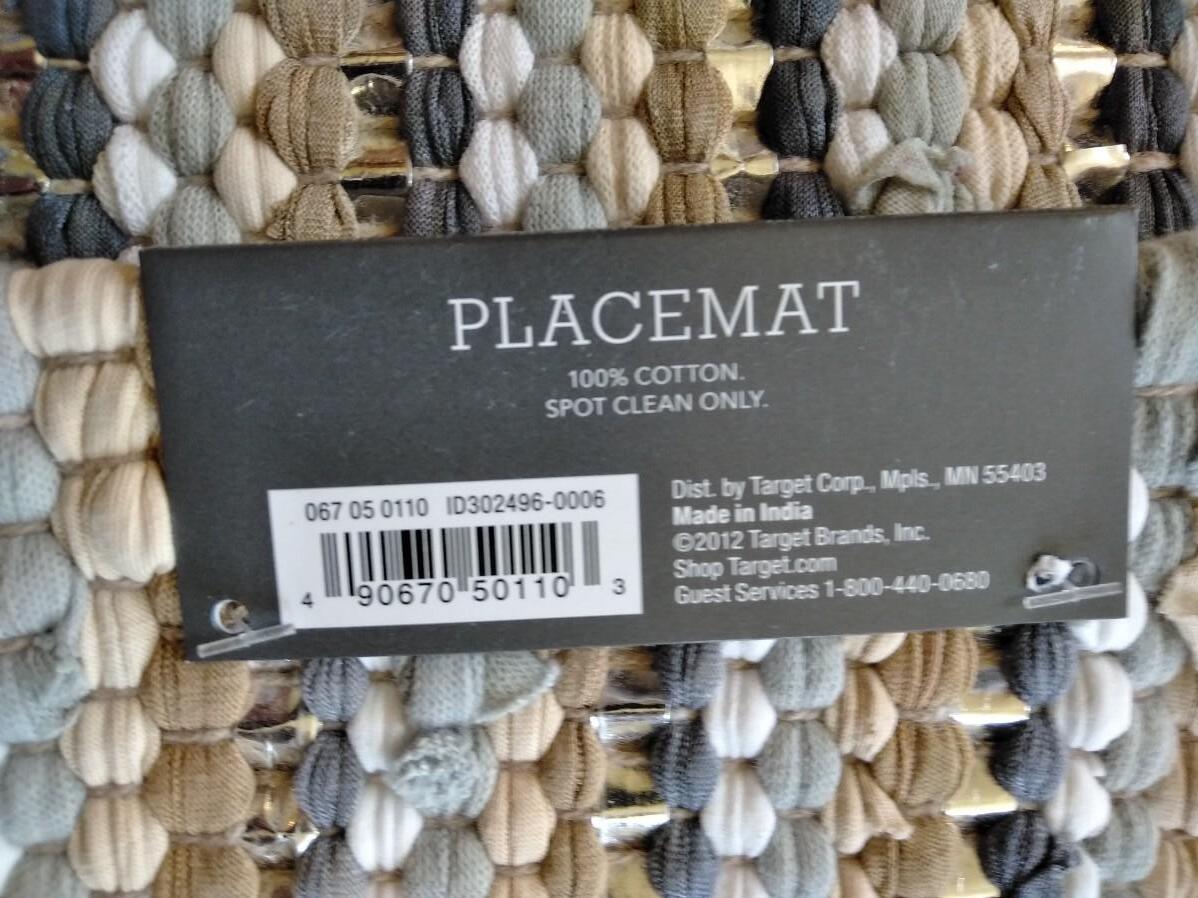 PLACEMAT
100% COTTON.
SPOT CLEAN ONLY.
067 05 0110 ID302496-0006
4 90670 50110 3
Dist. by Target Corp., Mpls., MN 55403
Made in India
©2012 Target Brands, Inc.
Shop Target.com
Guest Services 1-800-440-0680